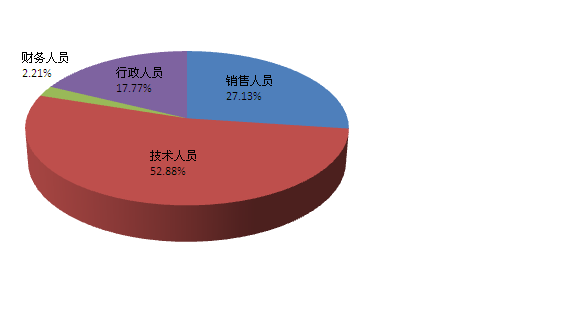 财务人员
2.21%
行政人员
17.77%
销售人员
27.13%
技术人员
52.88%